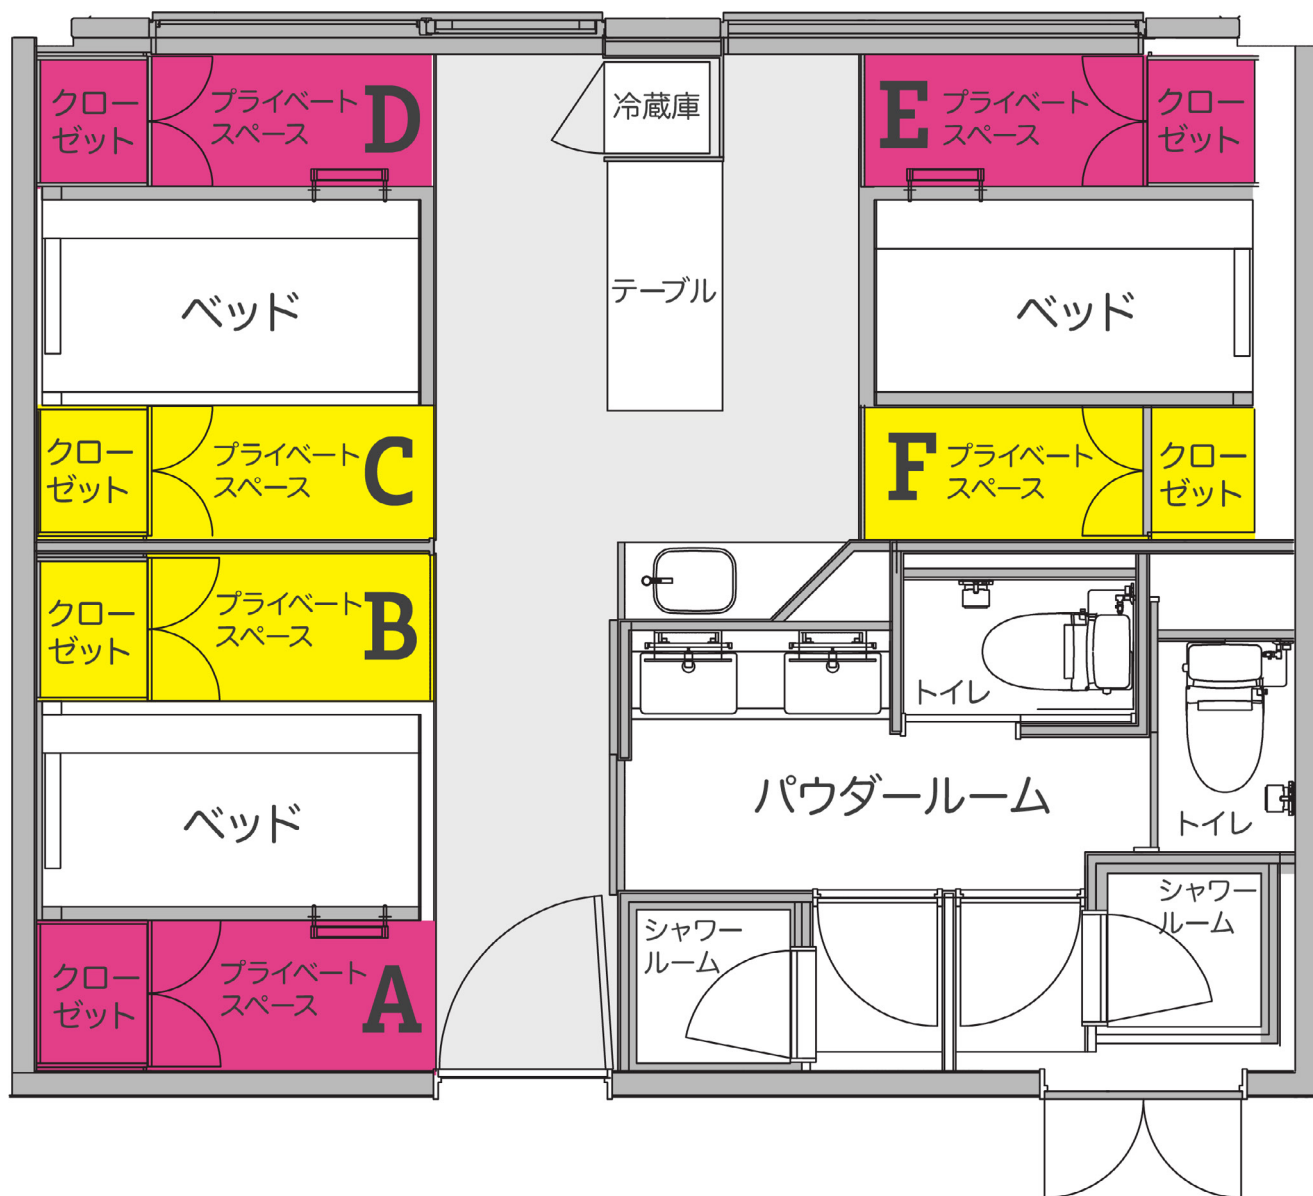 クロー
ゼット
プライベート
スペース
D
冷蔵庫
E
プライベート
スペース
クロー
ゼット
ベッド
テーブル
ベッド
クロー
ゼット
プライベート
スペース
C
F
プライベート
スペース
クロー
ゼット
クロー
ゼット
プライベート
スペース
B
トイレ
ベッド
パウダールーム
トイレ
クロー
ゼット
プライベート
スペース
A
シャワー
ルーム
シャワー
ルーム